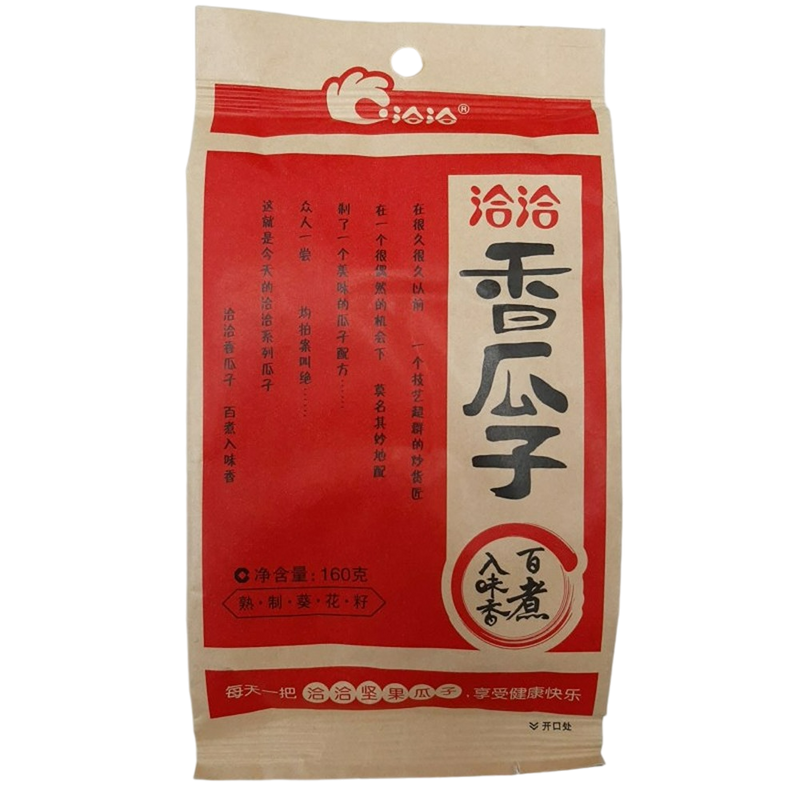 洽洽®
洽洽
香瓜子
百煮
入味香
在很久很久以前 一个技艺超群的炒货匠
在一个很偶然的机会下 莫名其妙地配
制了一个美味的瓜子配方……
众人一尝 均拍案叫绝……
这就是今天的洽洽系列瓜子
洽洽香瓜子 百煮入味香
净含量:160克
熟·制·葵·花·籽
每天一把 洽洽坚果瓜子,享受健康快乐
开口处